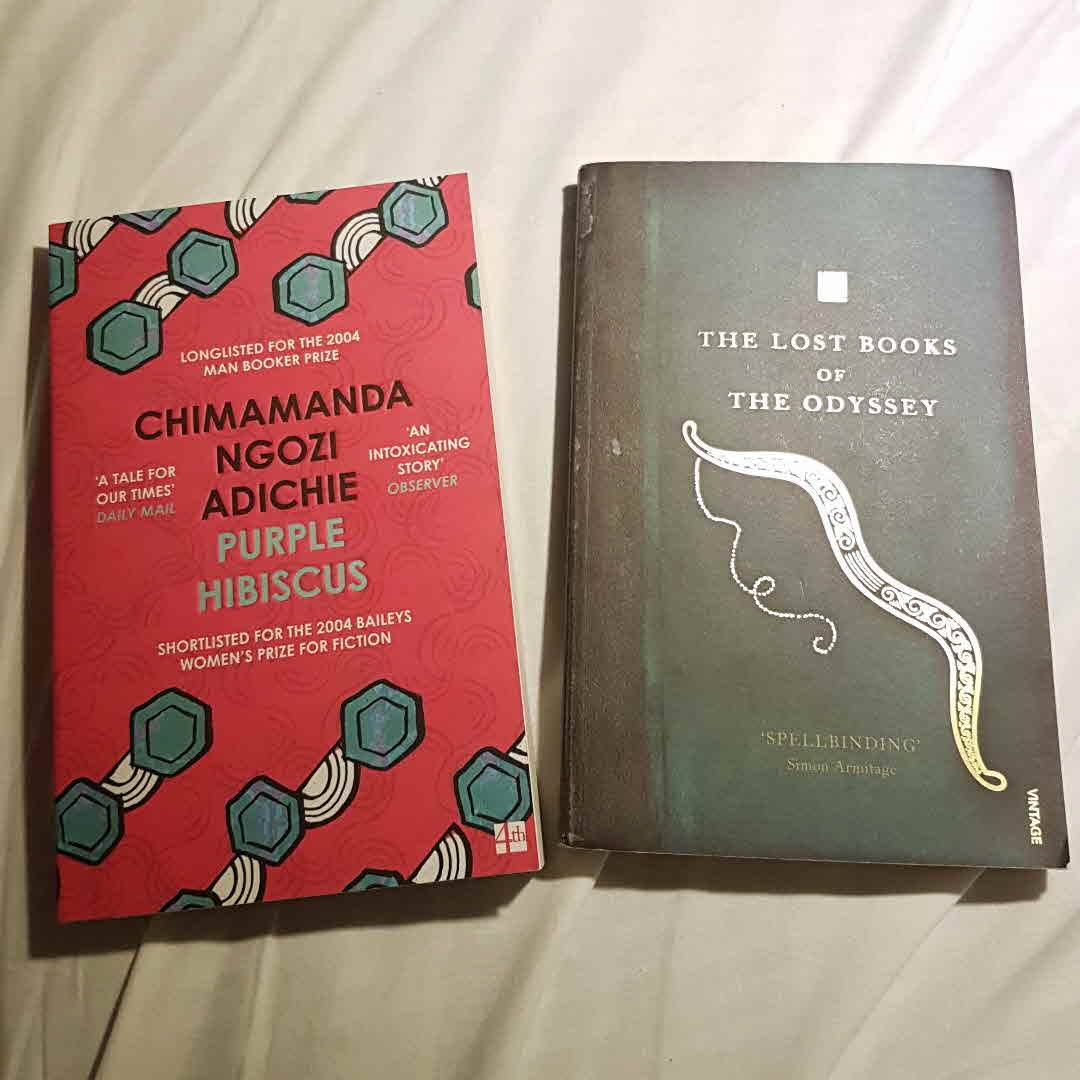 LONGLISTED FOR THE 2004
MAN BOOKER PRIZE
CHIMAMANDA
NGOZI
ADICHIE
'A TALE FOR
OUR TIMES'
DAILY MAIL
'AN
INTOXICATING
STORY'
OBSERVER
PURPLE
HIBISCUS
SHORTLISTED FOR THE 2004 BAILEYS
WOMEN'S PRIZE FOR FICTION
4th
THE LOST BOOKS
OF
THE ODYSSEY
'SPELLBINDING'
Simon Armitage
VINTAGE